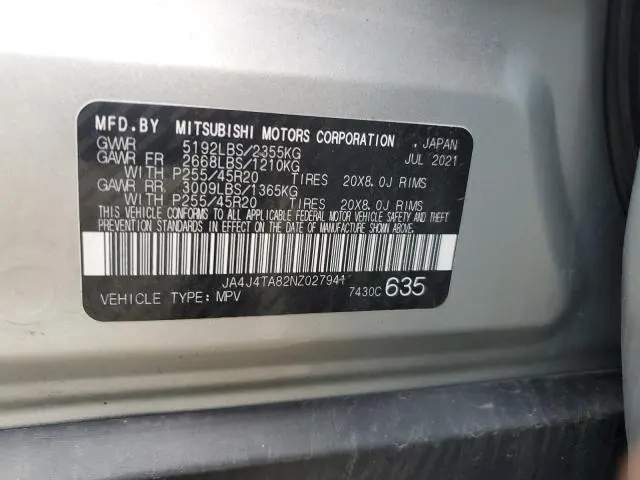 MFD.BY MITSUBISHI MOTORS CORPORATION , JAPAN
GVWR 5192LBS/2355KG JUL 2021
GAWR FR 2668LBS/1210KG
WITH P255/45R20 TIRES 20X8.0J RIMS
GAWR RR 3009LBS/1365KG
WITH P255/45R20 TIRES 20X8.0J RIMS
THIS VEHICLE CONFORMS TO ALL APPLICABLE FEDERAL MOTOR VEHICLE SAFETY AND THEFT
PREVENTION STANDARDS IN EFFECT ON THE DATE OF MANUFACTURE SHOWN ABOVE.
JA4J4TA82NZ027941
VEHICLE TYPE: MPV 7430C 635